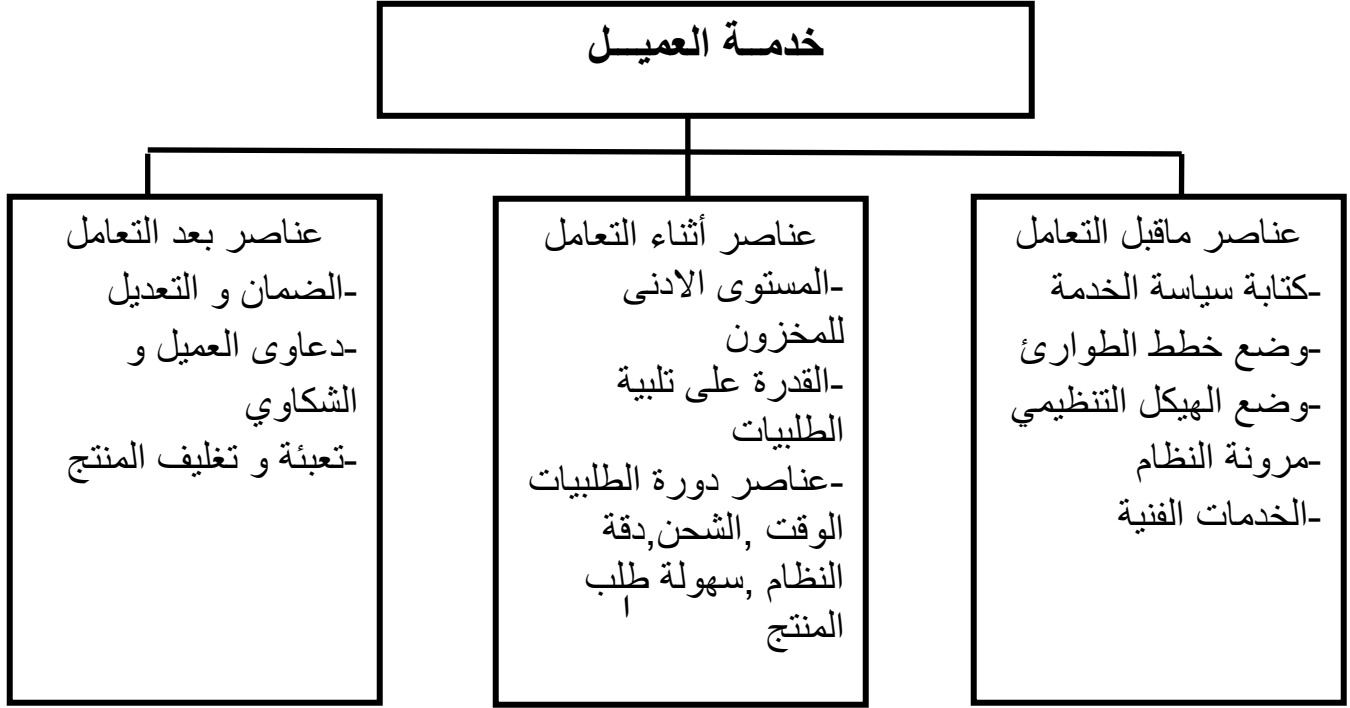 خدمـــة العميـــل
عناصر ماقبل التعامل
-كتابة سياسة الخدمة
-وضع خطط الطوارئ
-وضع الهيكل التنظيمي
-مرونة النظام
-الخدمات الفنية
عناصر أثناء التعامل
-المستوى الادنى
للمخزون
-القدرة على تلبية
الطلبيات
-عناصر دورة الطلبيات
الوقت ,الشحن,دقة
النظام ,سهولة طلب
ا
المنتج
عناصر بعد التعامل
-الضمان و التعديل
-دعاوى العميل و
الشكاوي
-تعبئة و تغليف المنتج